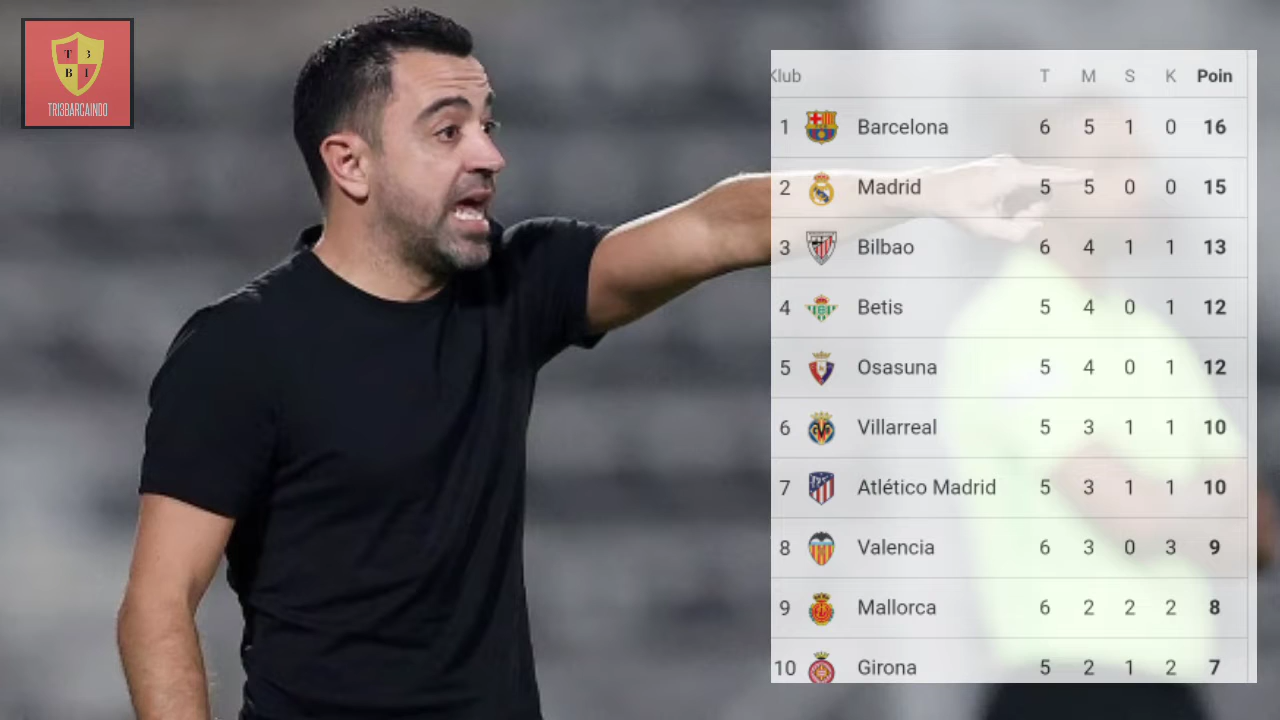 T 3
B I
TRI3BARCAINDO
Klub T M S K Poin
1 Barcelona 6 5 1 0 16
2 Madrid 5 5 0 0 15
3 Bilbao 6 4 1 1 13
4 Betis 5 4 0 1 12
5 Osasuna 5 4 0 1 12
6 Villarreal 5 3 1 1 10
7 Atlético Madrid 5 3 1 1 10
8 Valencia 6 3 0 3 9
9 Mallorca 6 2 2 2 8
10 Girona 5 2 1 2 7